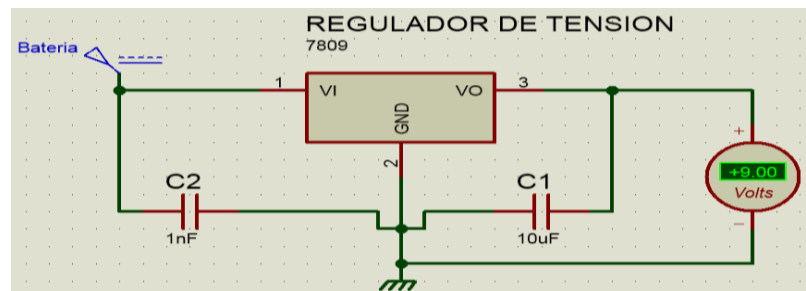 REGULADOR DE TENSION
7809
Bateria
1
VI
VO
3
GND
2
C2
1nF
C1
10uF
+
+9.00
Volts